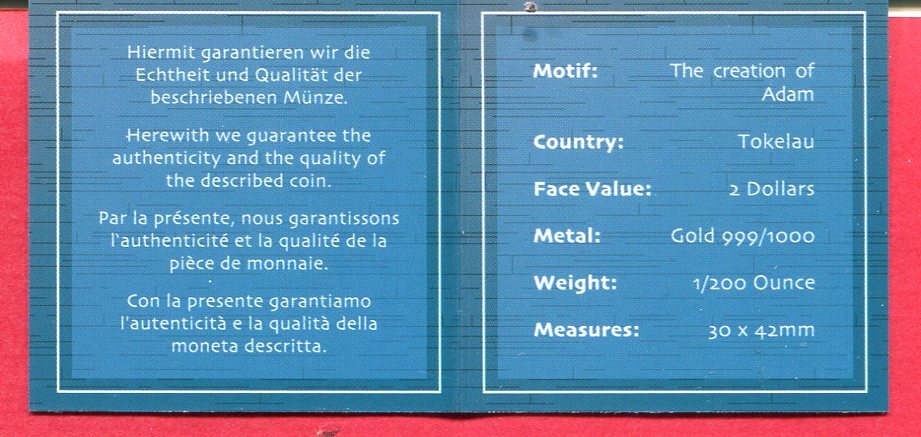 Hiermit garantieren wir die
Echtheit und Qualität der
beschriebenen Münze.
Herewith we guarantee the
authenticity and the quality of
the described coin.
Par la présente, nous garantissons
l'authenticité et la qualité de la
pièce de monnaie.
Con la presente garantiamo
l'autenticità e la qualità della
moneta descritta.
Motif: The creation of
Adam
Country: Tokelau
Face Value: 2 Dollars
Metal: Gold 999/1000
Weight: 1/200 Ounce
Measures: 30 x 42mm